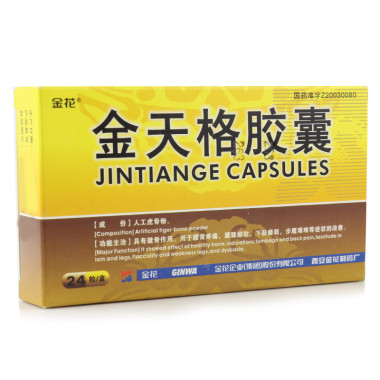 金花®
国药准字Z20030080
金天格胶囊
JINTIANGE CAPSULES
【成 份】人工虎骨粉。
[Composition] Artificial tiger-bone powder
【功能主治】具有健骨作用。用于腰背疼痛,腰膝酸软,下肢痿弱,步履艰难等症状的改善。
[Major Function] It showed effect of healthy bone, indications: lumbago and back pain, lassitude in
loin and legs, flaccidity and weakness legs, and dysbasia.
24粒/盒
金花 GINWA 金花企业(集团)股份有限公司 西安金花制药厂